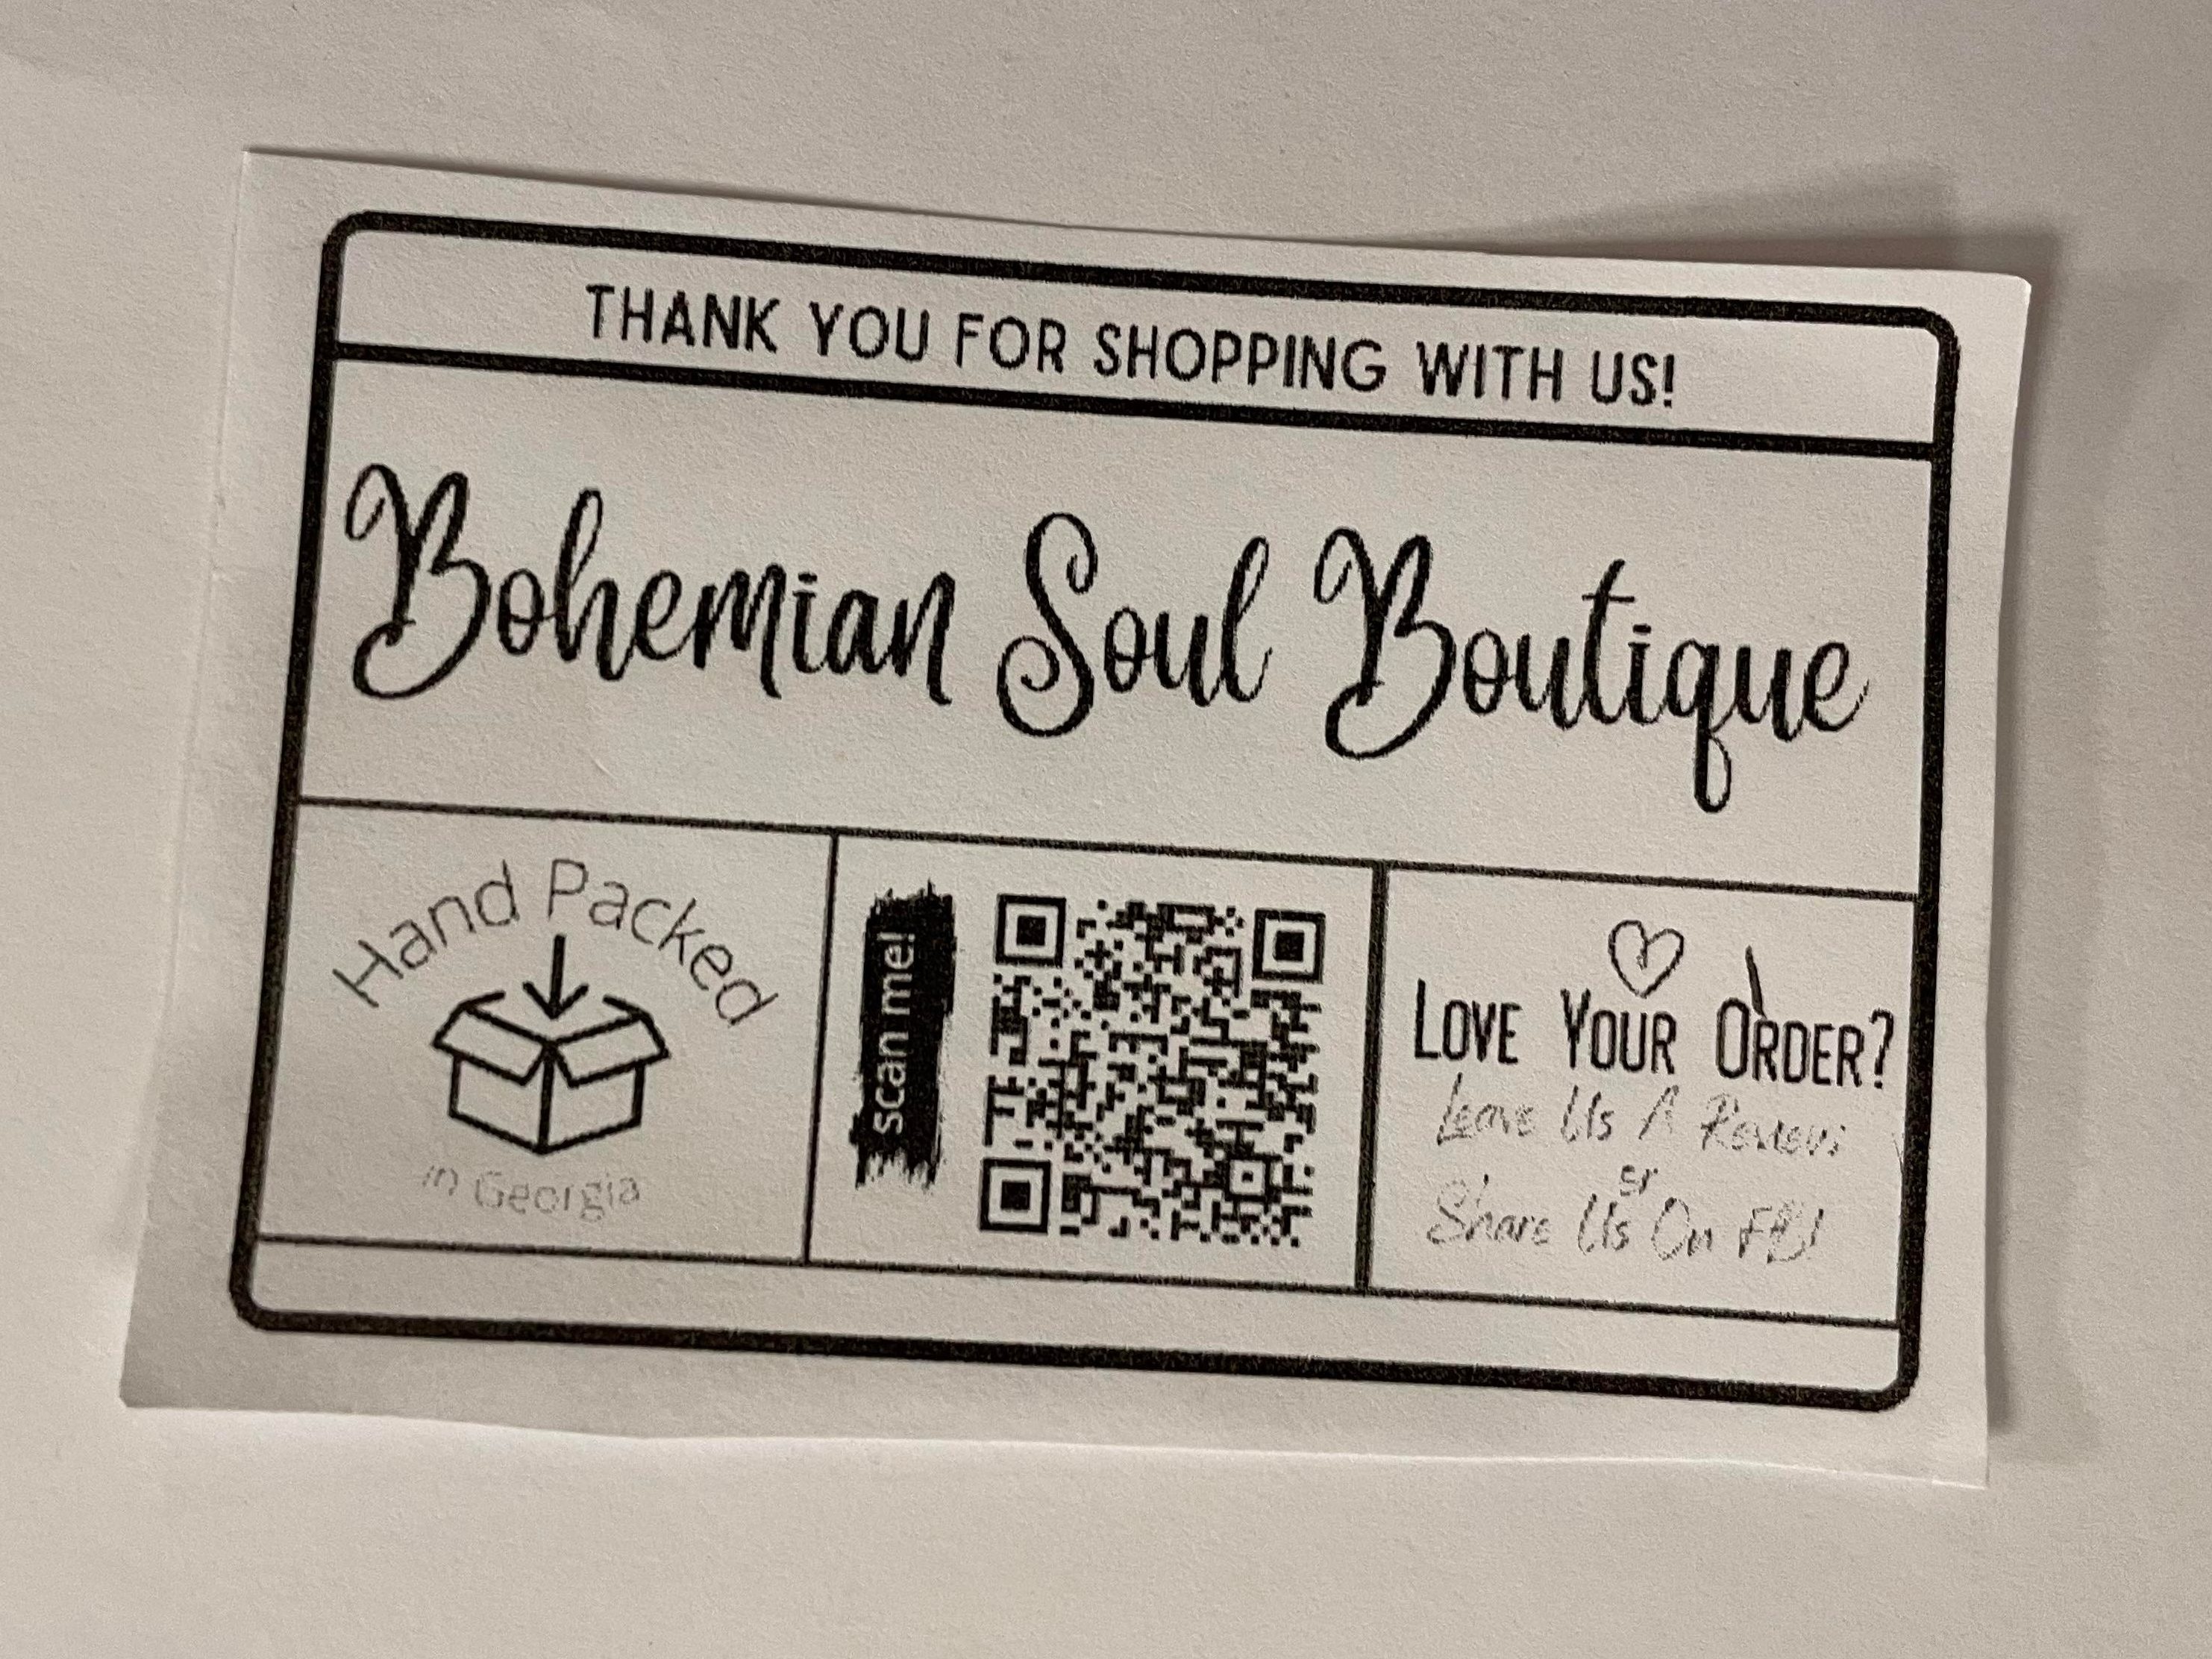 THANK YOU FOR SHOPPING WITH US!
Bohemian Soul Boutique
Hand Packed
in Georgia
scan me!
LOVE YOUR ORDER?
Leave Us A Review
or
Share Us On FB!